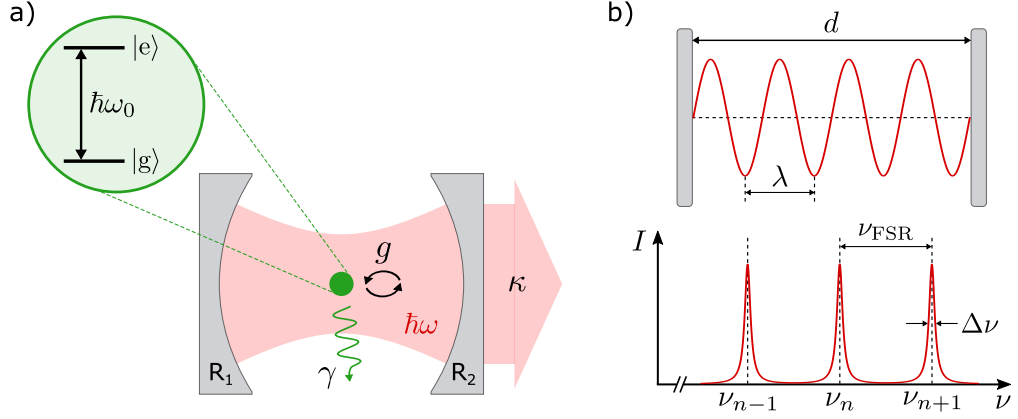 a)
|e⟩
ħω₀
|g⟩
g
κ
ħω
γ
R₁
R₂
b)
d
λ
I
ν_FSR
Δν
ν_{n−1}
ν_n
ν_{n+1}
ν